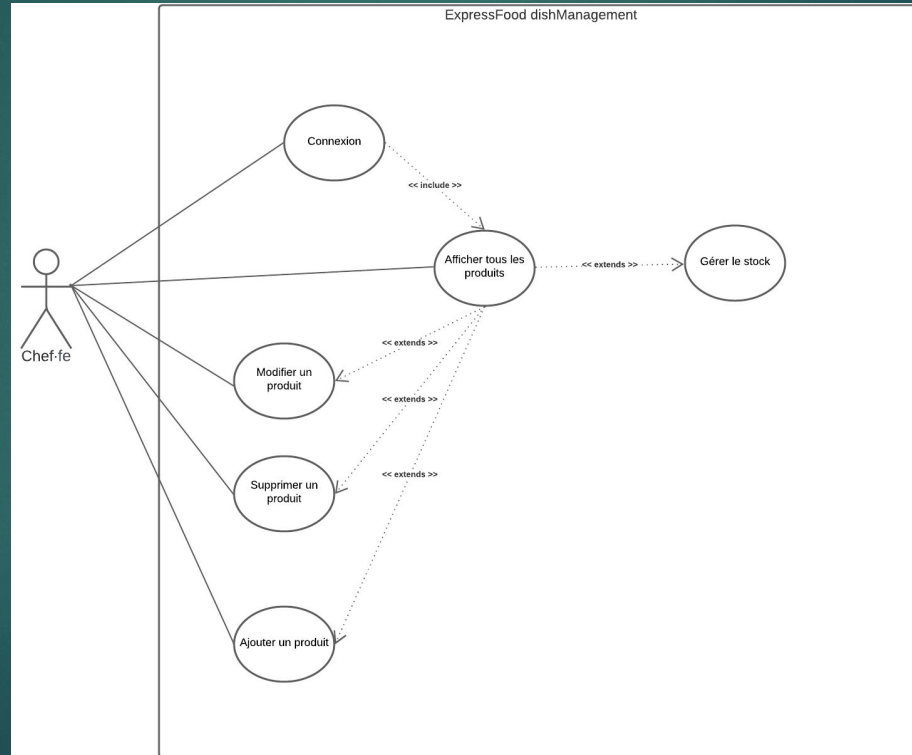 ExpressFood dishManagement
Connexion
<< include >>
Afficher tous les
produits
<< extends >>
Gérer le stock
Chef·fe
<< extends >>
Modifier un
produit
<< extends >>
Supprimer un
produit
<< extends >>
Ajouter un produit